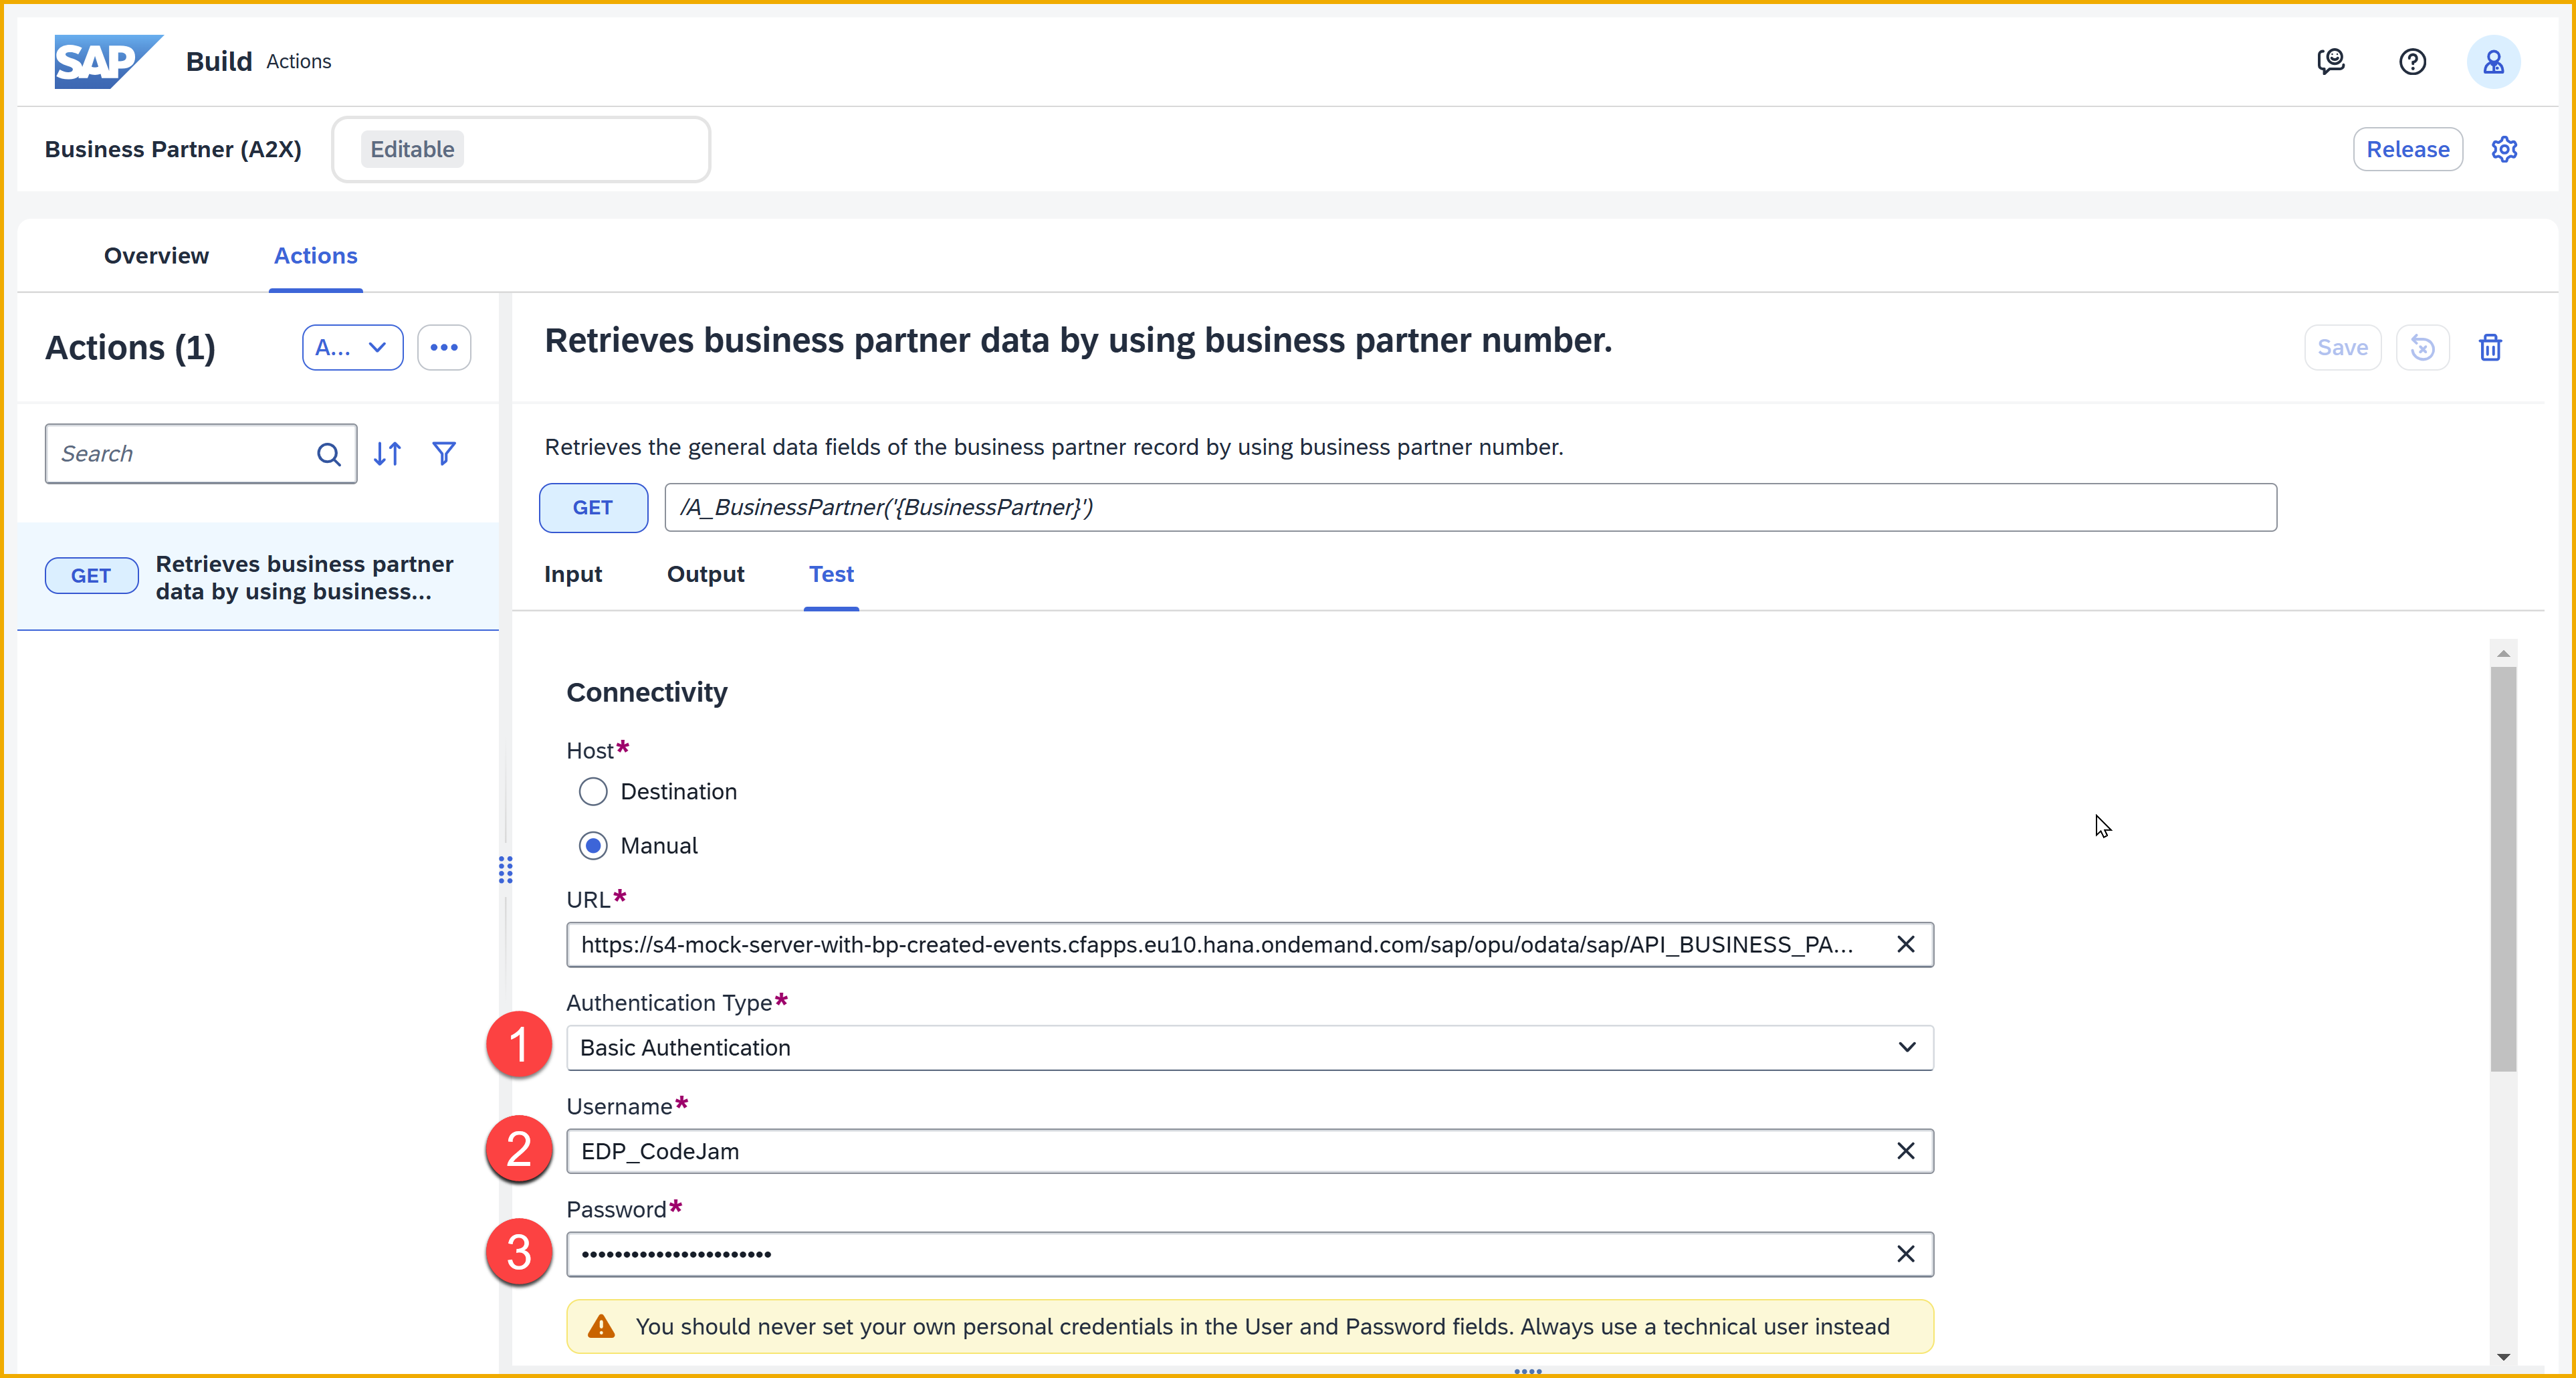 SAP Build Actions
Business Partner (A2X) Editable Release
Overview Actions
Actions (1) A...
Search
GET Retrieves business partner
data by using business...
Retrieves business partner data by using business partner number. Save
Retrieves the general data fields of the business partner record by using business partner number.
GET /A_BusinessPartner('{BusinessPartner}')
Input Output Test
Connectivity
Host*
Destination
Manual
URL*
https://s4-mock-server-with-bp-created-events.cfapps.eu10.hana.ondemand.com/sap/opu/odata/sap/API_BUSINESS_PA...
Authentication Type*
1 Basic Authentication
Username*
2 EDP_CodeJam
Password*
3 •••••••••••••••••••••••
You should never set your own personal credentials in the User and Password fields. Always use a technical user instead